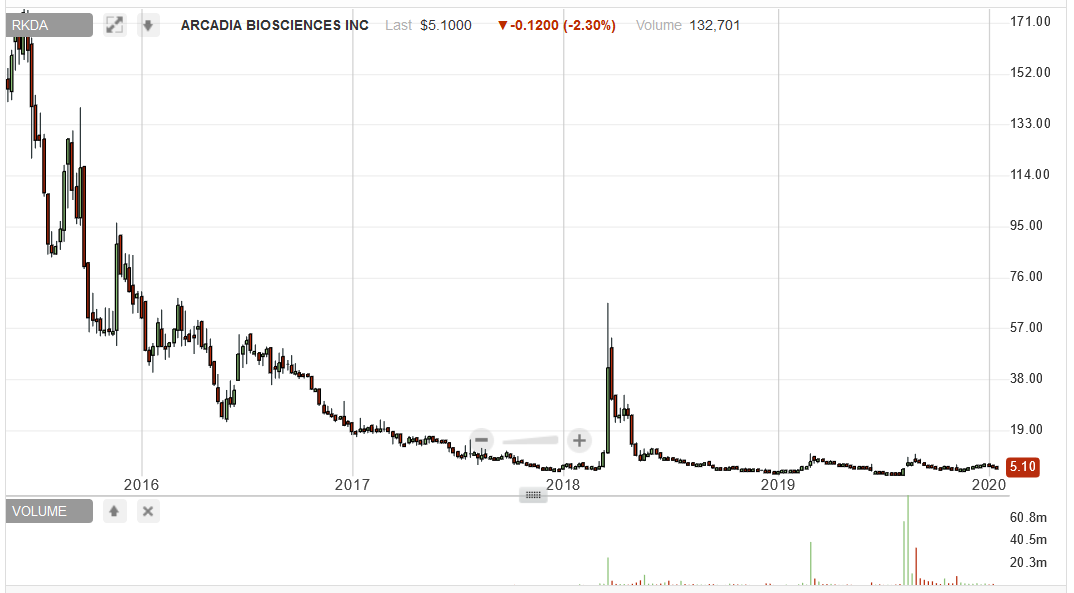 RKDA ARCADIA BIOSCIENCES INC Last $5.1000 ▼-0.1200 (-2.30%) Volume 132,701
171.00
152.00
133.00
114.00
95.00
76.00
57.00
38.00
19.00
5.10
2016 2017 2018 2019 2020
VOLUME
60.8m
40.5m
20.3m